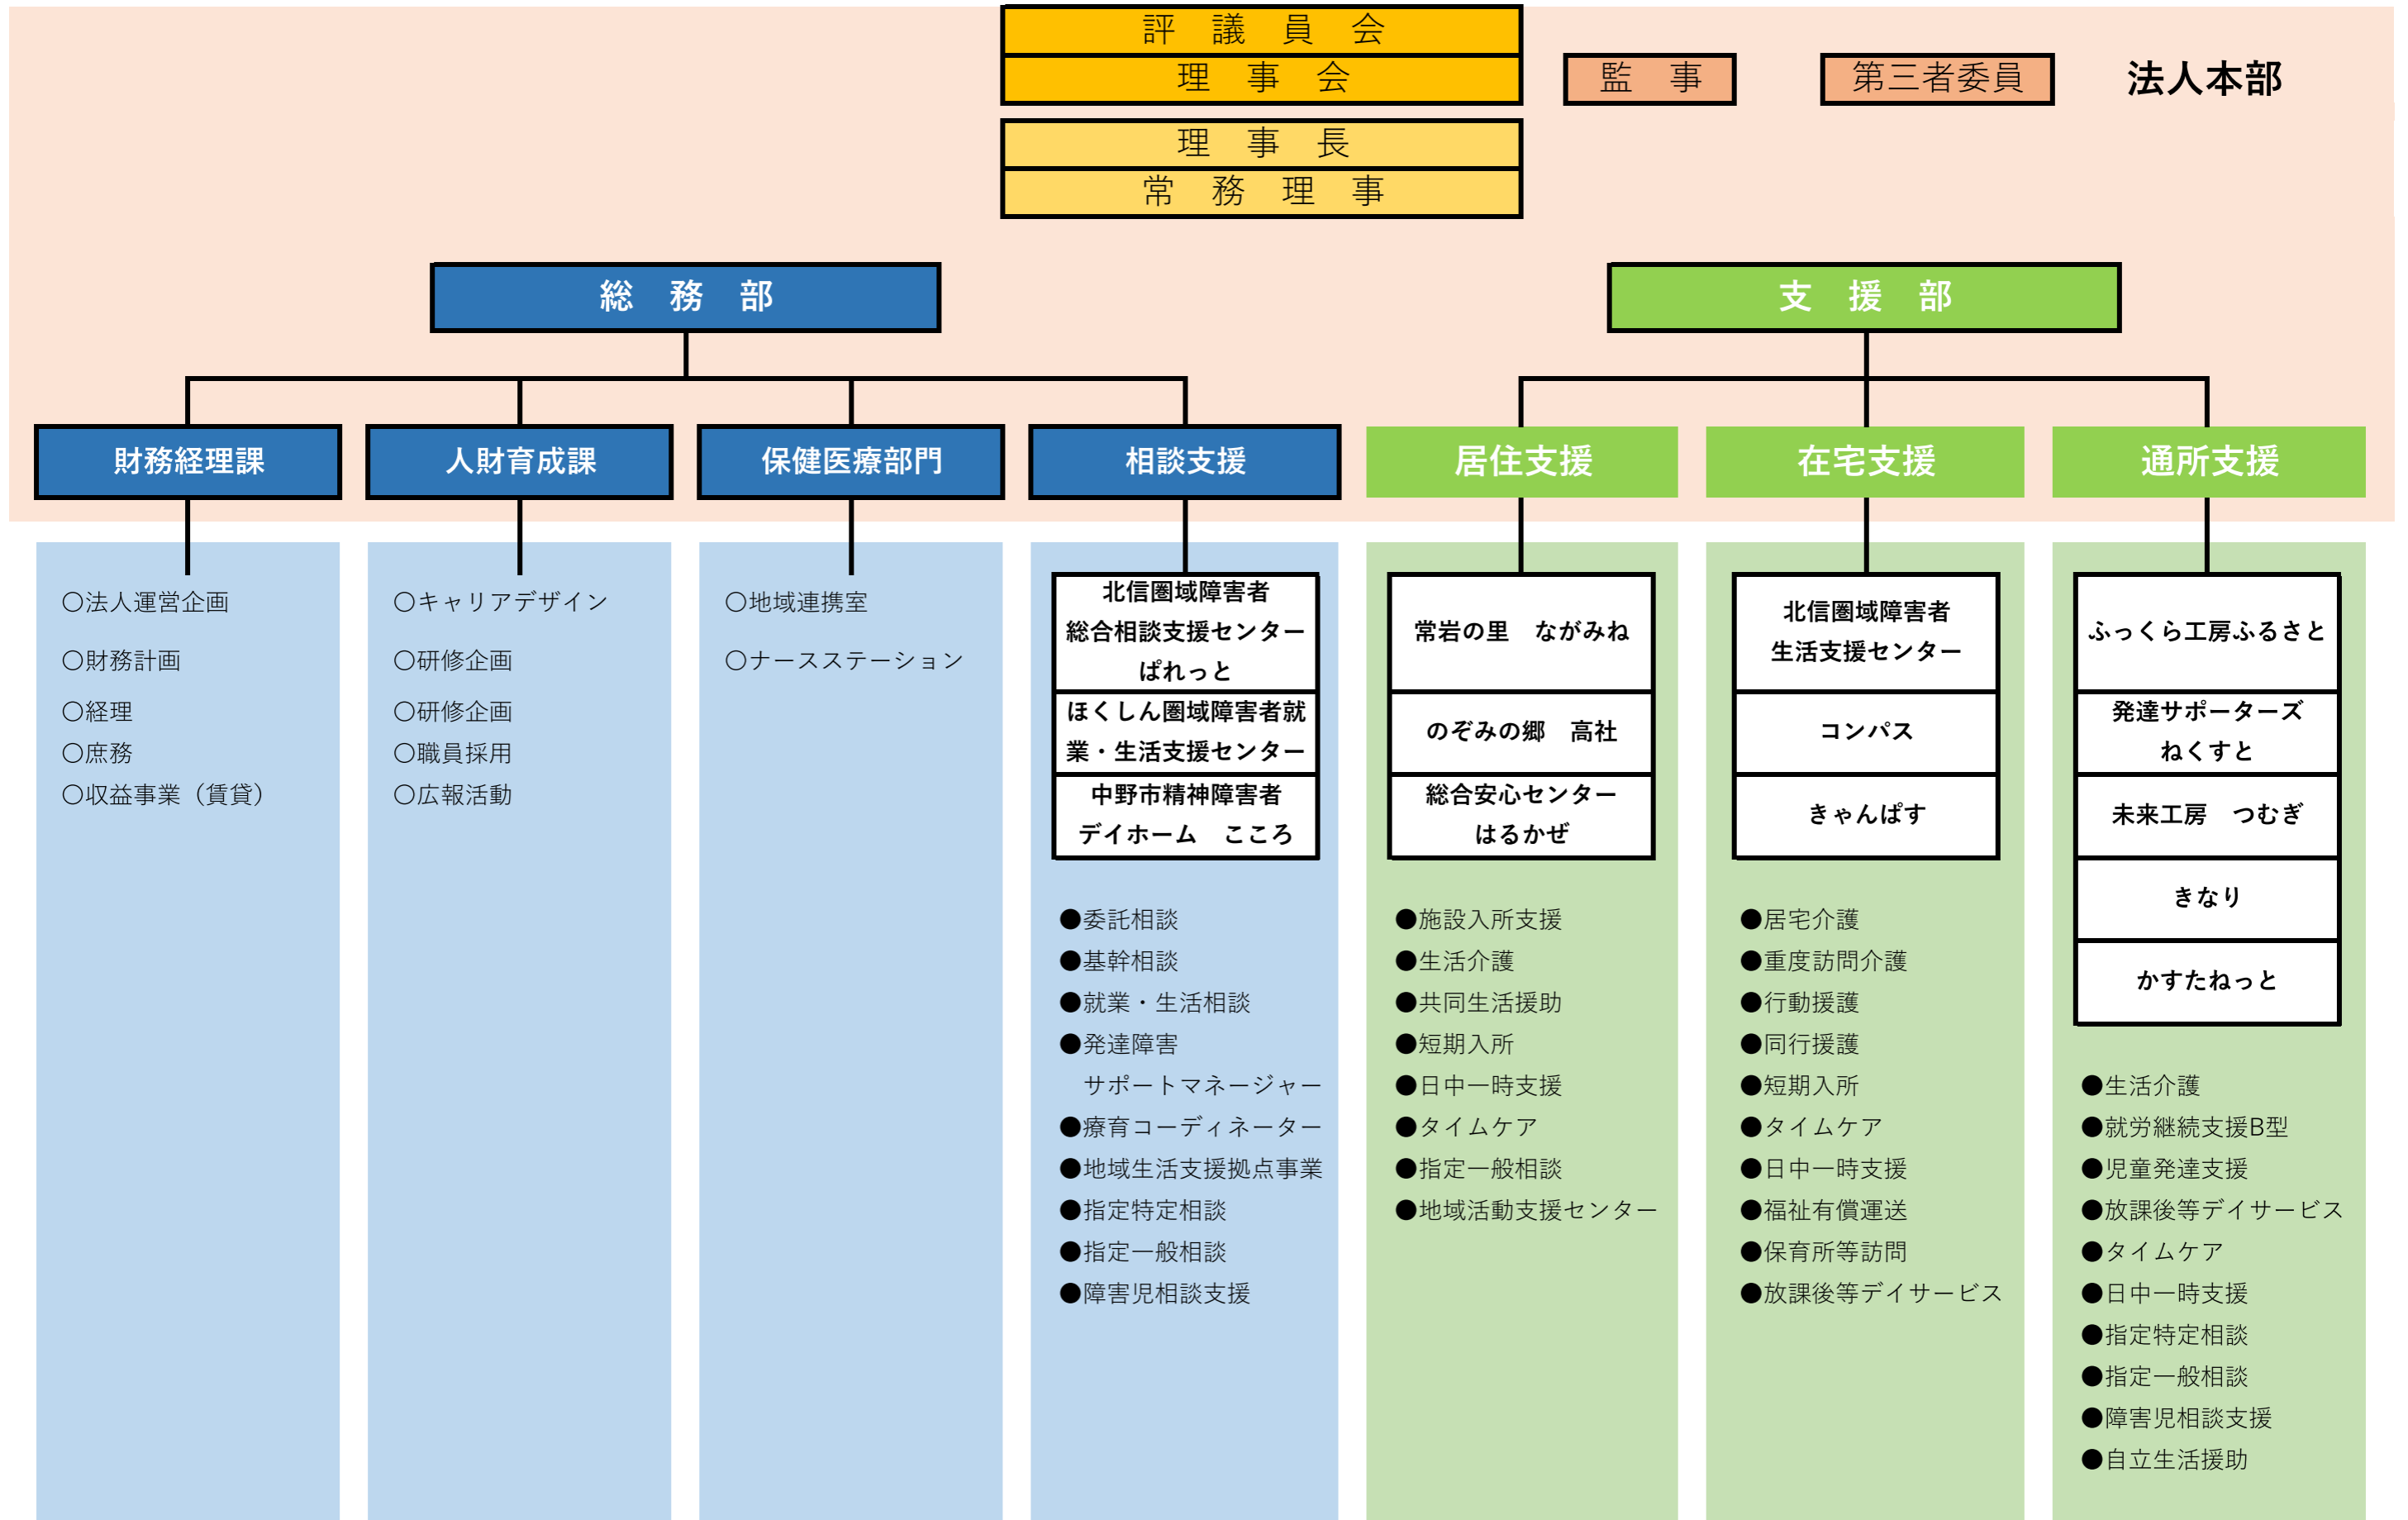 評　議　員　会
理　事　会
監　事
第三者委員
法人本部
理　事　長
常　務　理　事
総　務　部
支　援　部
財務経理課
人財育成課
保健医療部門
相談支援
居住支援
在宅支援
通所支援
〇法人運営企画
〇財務計画
〇経理
〇庶務
〇収益事業（賃貸）
〇キャリアデザイン
〇研修企画
〇研修企画
〇職員採用
〇広報活動
〇地域連携室
〇ナースステーション
北信圏域障害者
総合相談支援センター
ぱれっと
ほくしん圏域障害者就
業・生活支援センター
中野市精神障害者
デイホーム　こころ
●委託相談
●基幹相談
●就業・生活相談
●発達障害
サポートマネージャー
●療育コーディネーター
●地域生活支援拠点事業
●指定特定相談
●指定一般相談
●障害児相談支援
常岩の里　ながみね
のぞみの郷　高社
総合安心センター
はるかぜ
●施設入所支援
●生活介護
●共同生活援助
●短期入所
●日中一時支援
●タイムケア
●指定一般相談
●地域活動支援センター
北信圏域障害者
生活支援センター
コンパス
きゃんぱす
●居宅介護
●重度訪問介護
●行動援護
●同行援護
●短期入所
●タイムケア
●日中一時支援
●福祉有償運送
●保育所等訪問
●放課後等デイサービス
ふっくら工房ふるさと
発達サポーターズ
ねくすと
未来工房　つむぎ
きなり
かすたねっと
●生活介護
●就労継続支援B型
●児童発達支援
●放課後等デイサービス
●タイムケア
●日中一時支援
●指定特定相談
●指定一般相談
●障害児相談支援
●自立生活援助